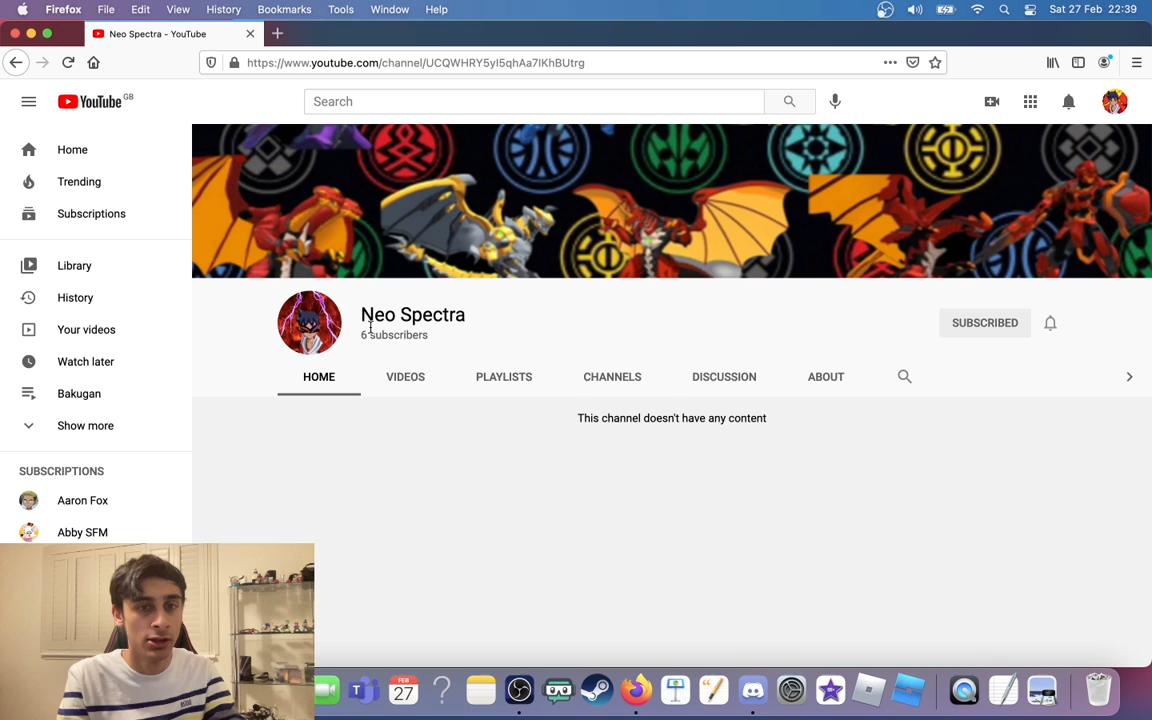 Firefox File Edit View History Bookmarks Tools Window Help Sat 27 Feb 22:39
Neo Spectra - YouTube
https://www.youtube.com/channel/UCQWHRY5yI5qhAa7IKhBUtrg
YouTube GB
Search
Home
Trending
Subscriptions
Library
History
Your videos
Watch later
Bakugan
Show more
SUBSCRIPTIONS
Aaron Fox
Abby SFM
Neo Spectra
6 subscribers
SUBSCRIBED
HOME VIDEOS PLAYLISTS CHANNELS DISCUSSION ABOUT
This channel doesn't have any content
FEB
27